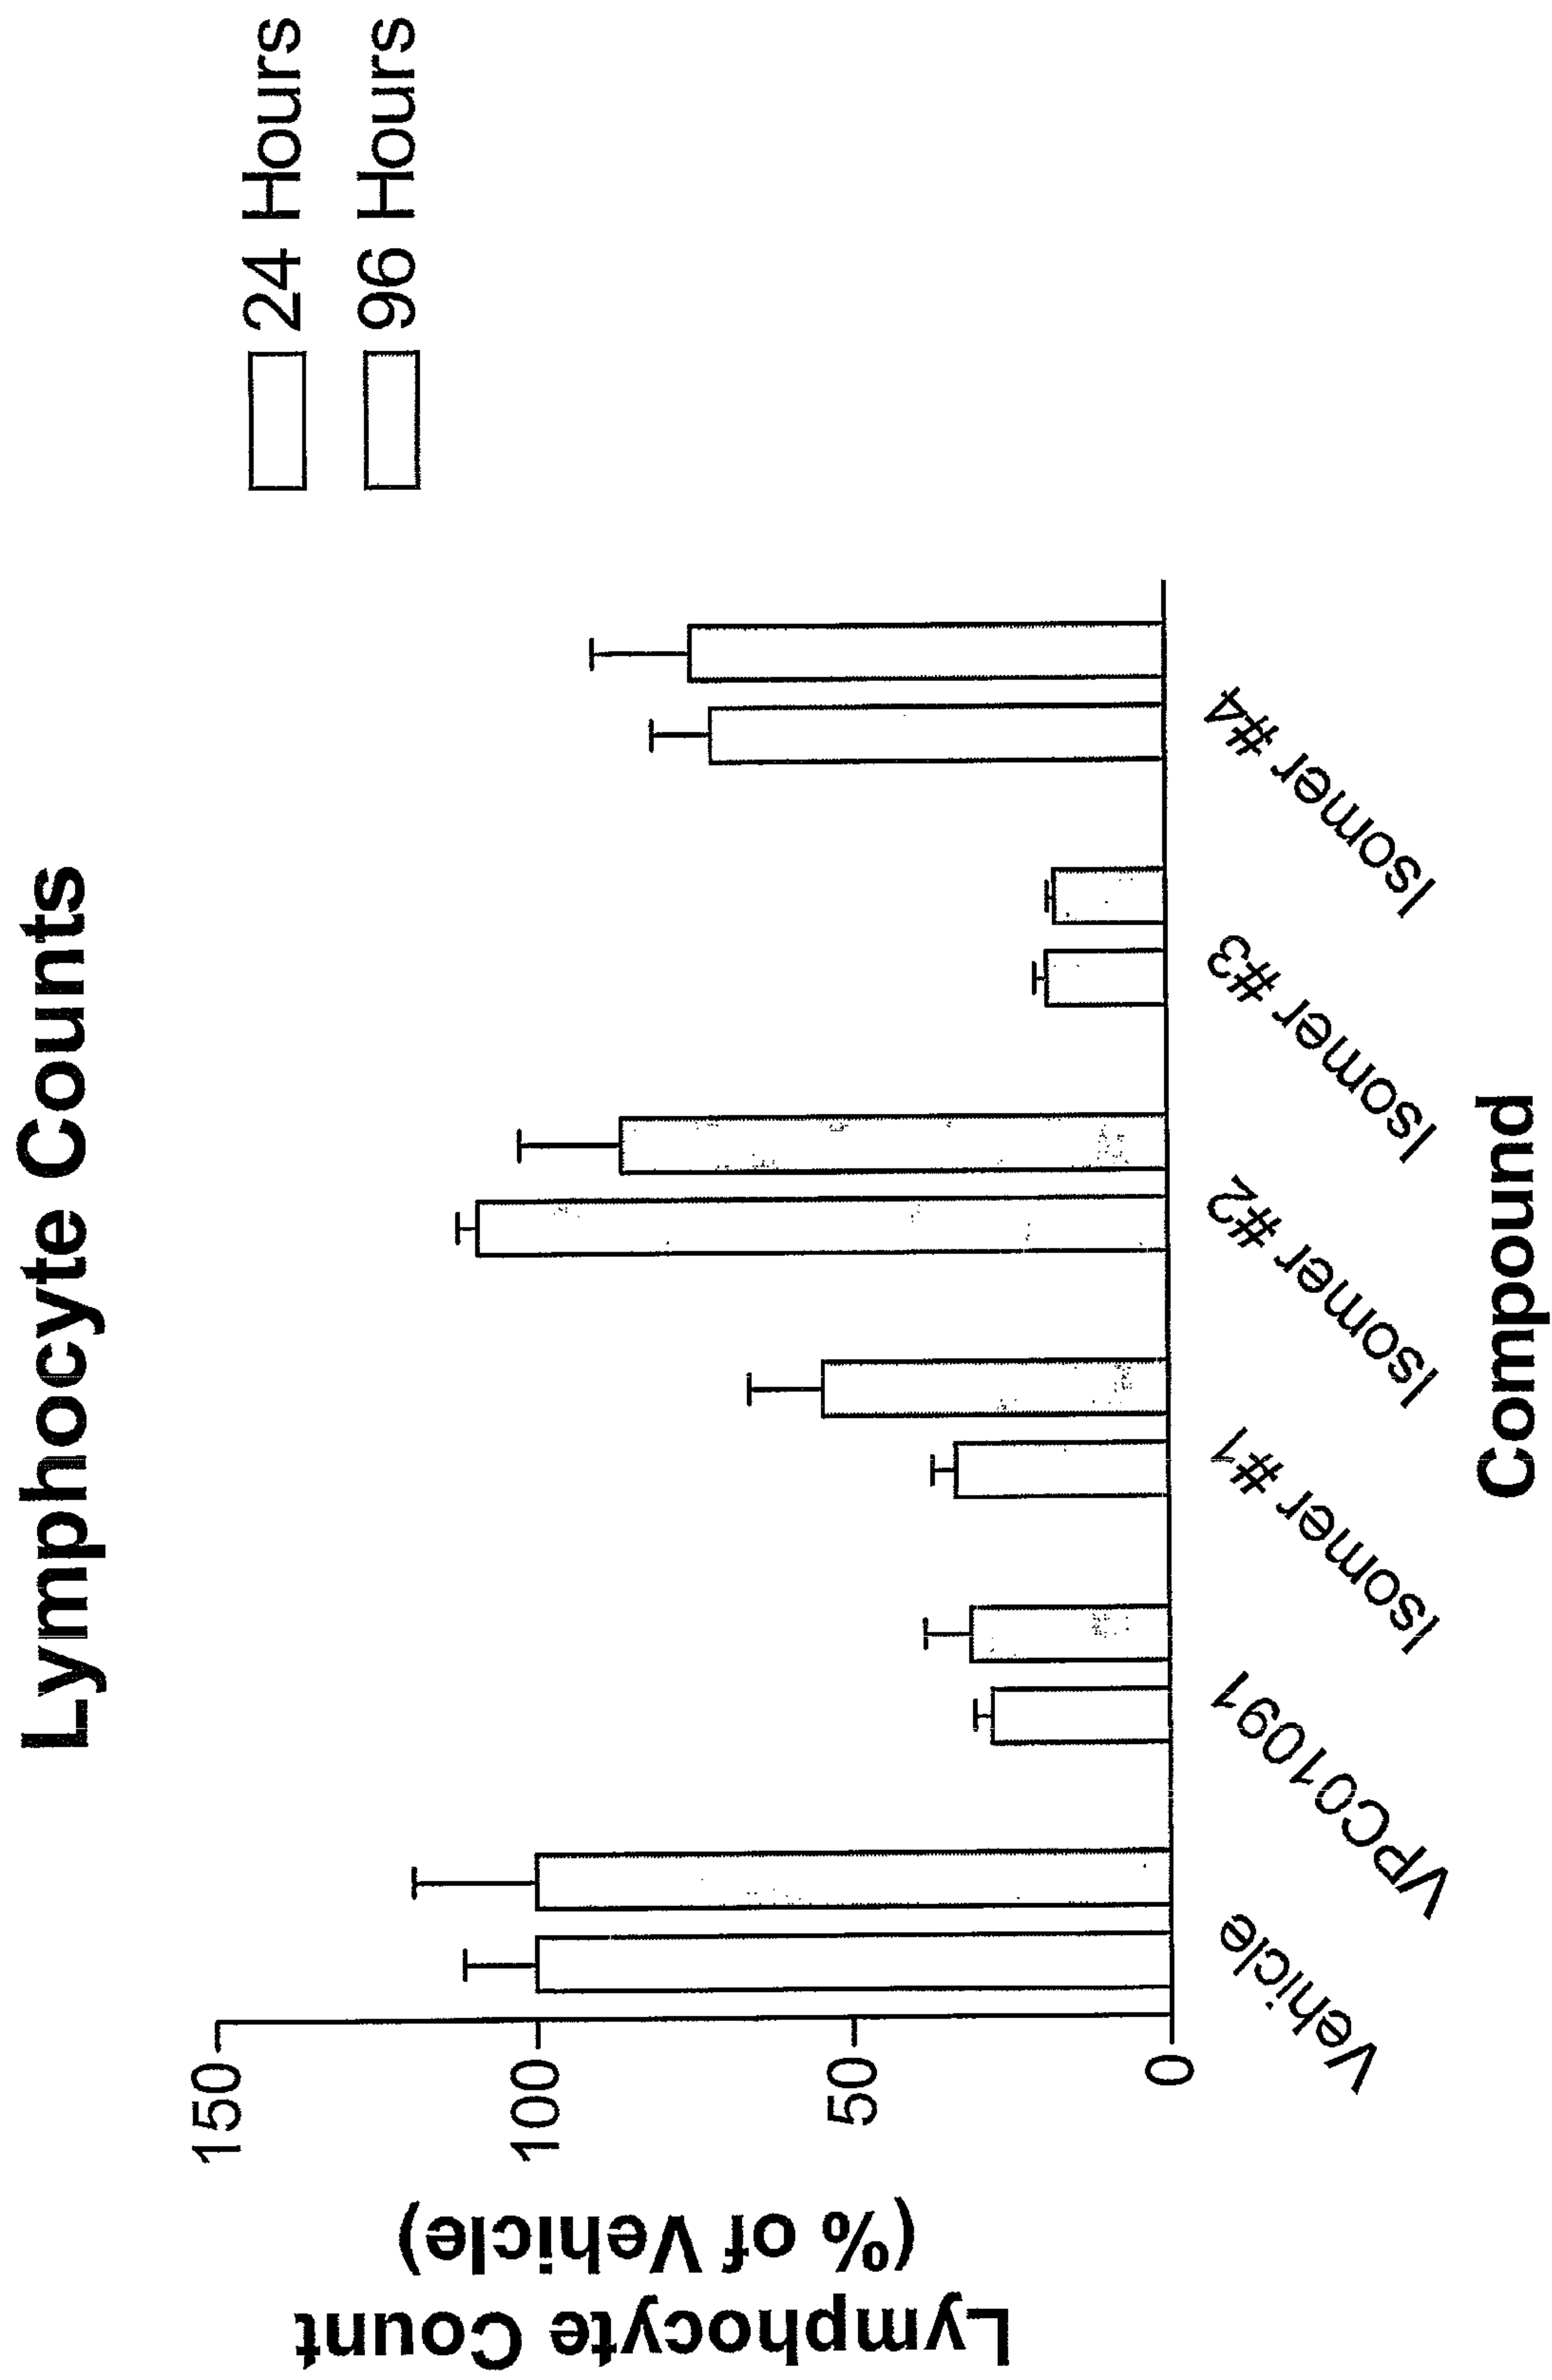 Lymphocyte Counts
24 Hours
96 Hours
Lymphocyte Count
(% of Vehicle)
150
100
50
0
Vehicle
VPC01091
Isomer #1
Isomer #2
Isomer #3
Isomer #4
Compound